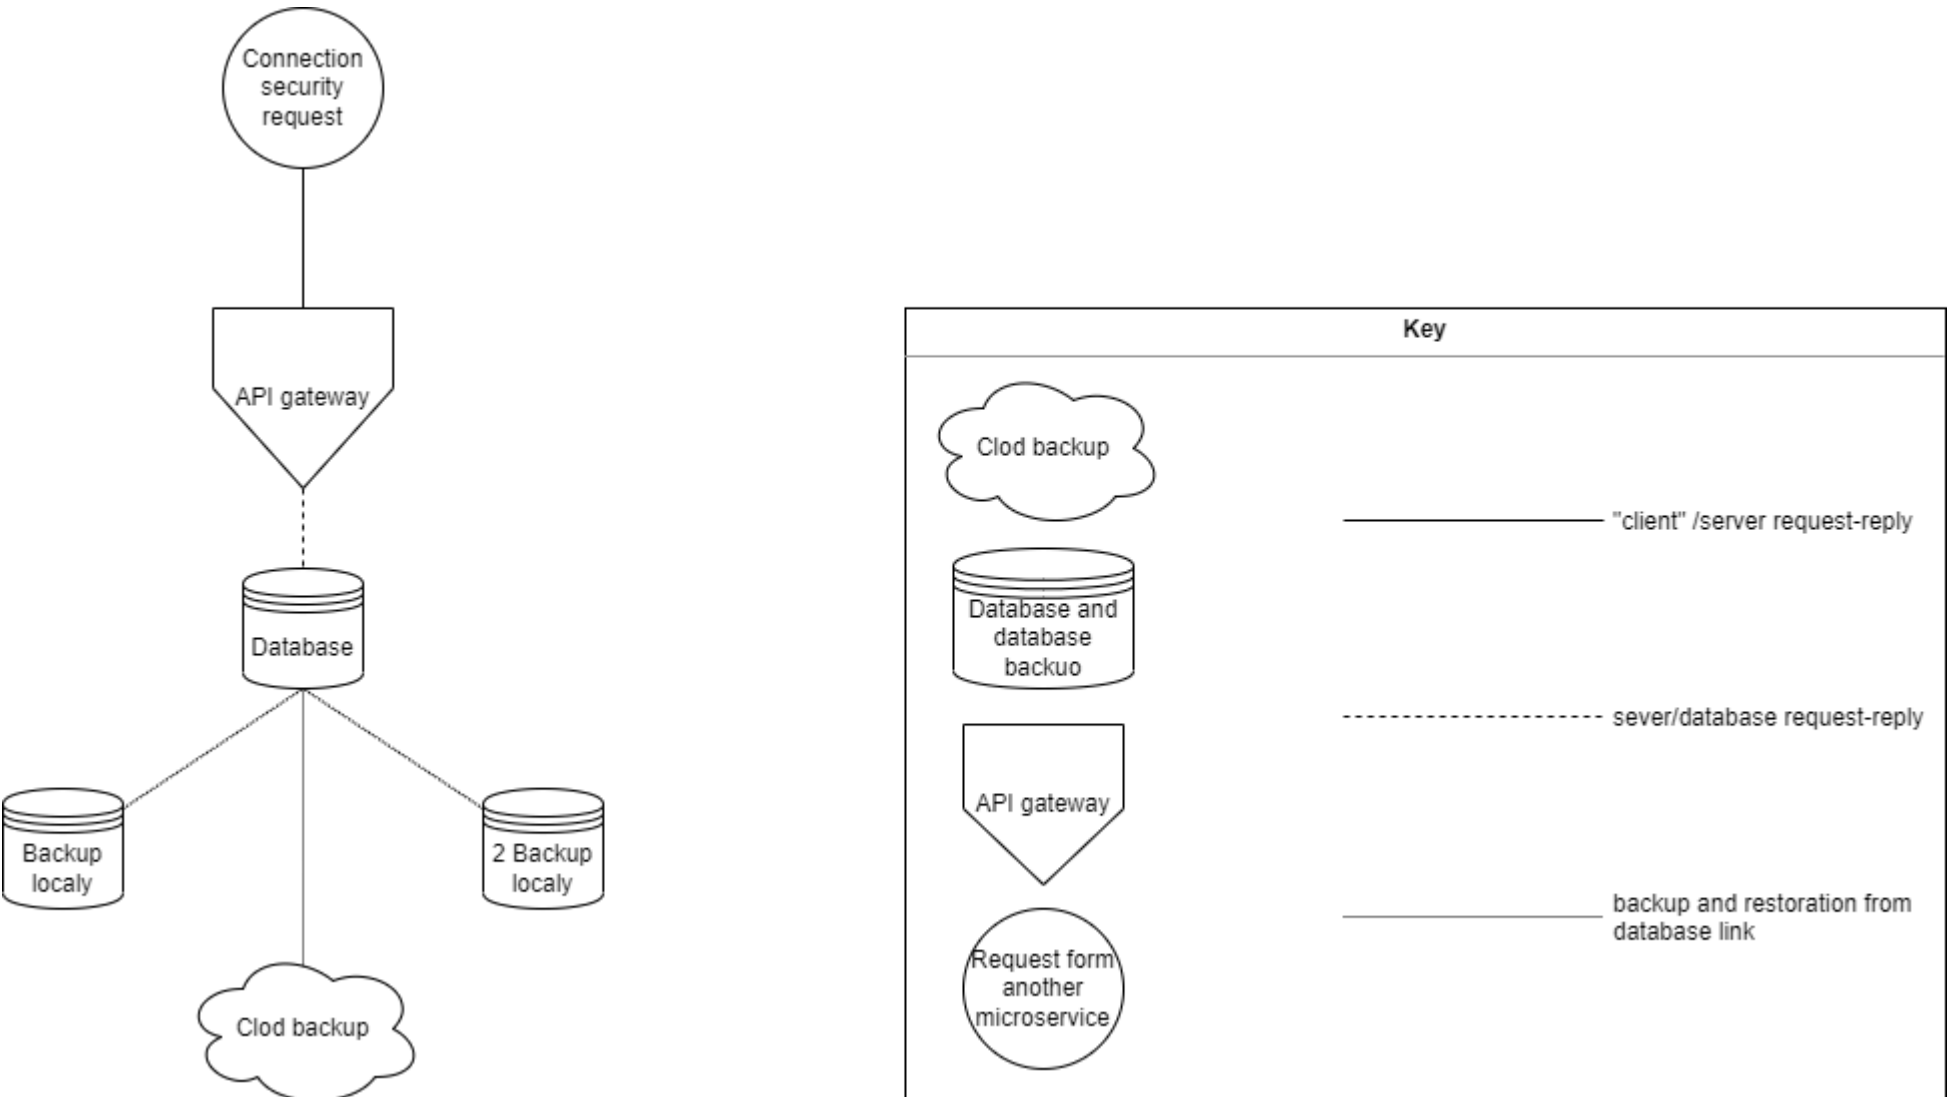 Connection
security
request
API gateway
Database
Backup
localy
2 Backup
localy
Clod backup
Key
Clod backup
Database and
database
backuo
API gateway
Request form
another
microservice
"client" /server request-reply
sever/database request-reply
backup and restoration from
database link